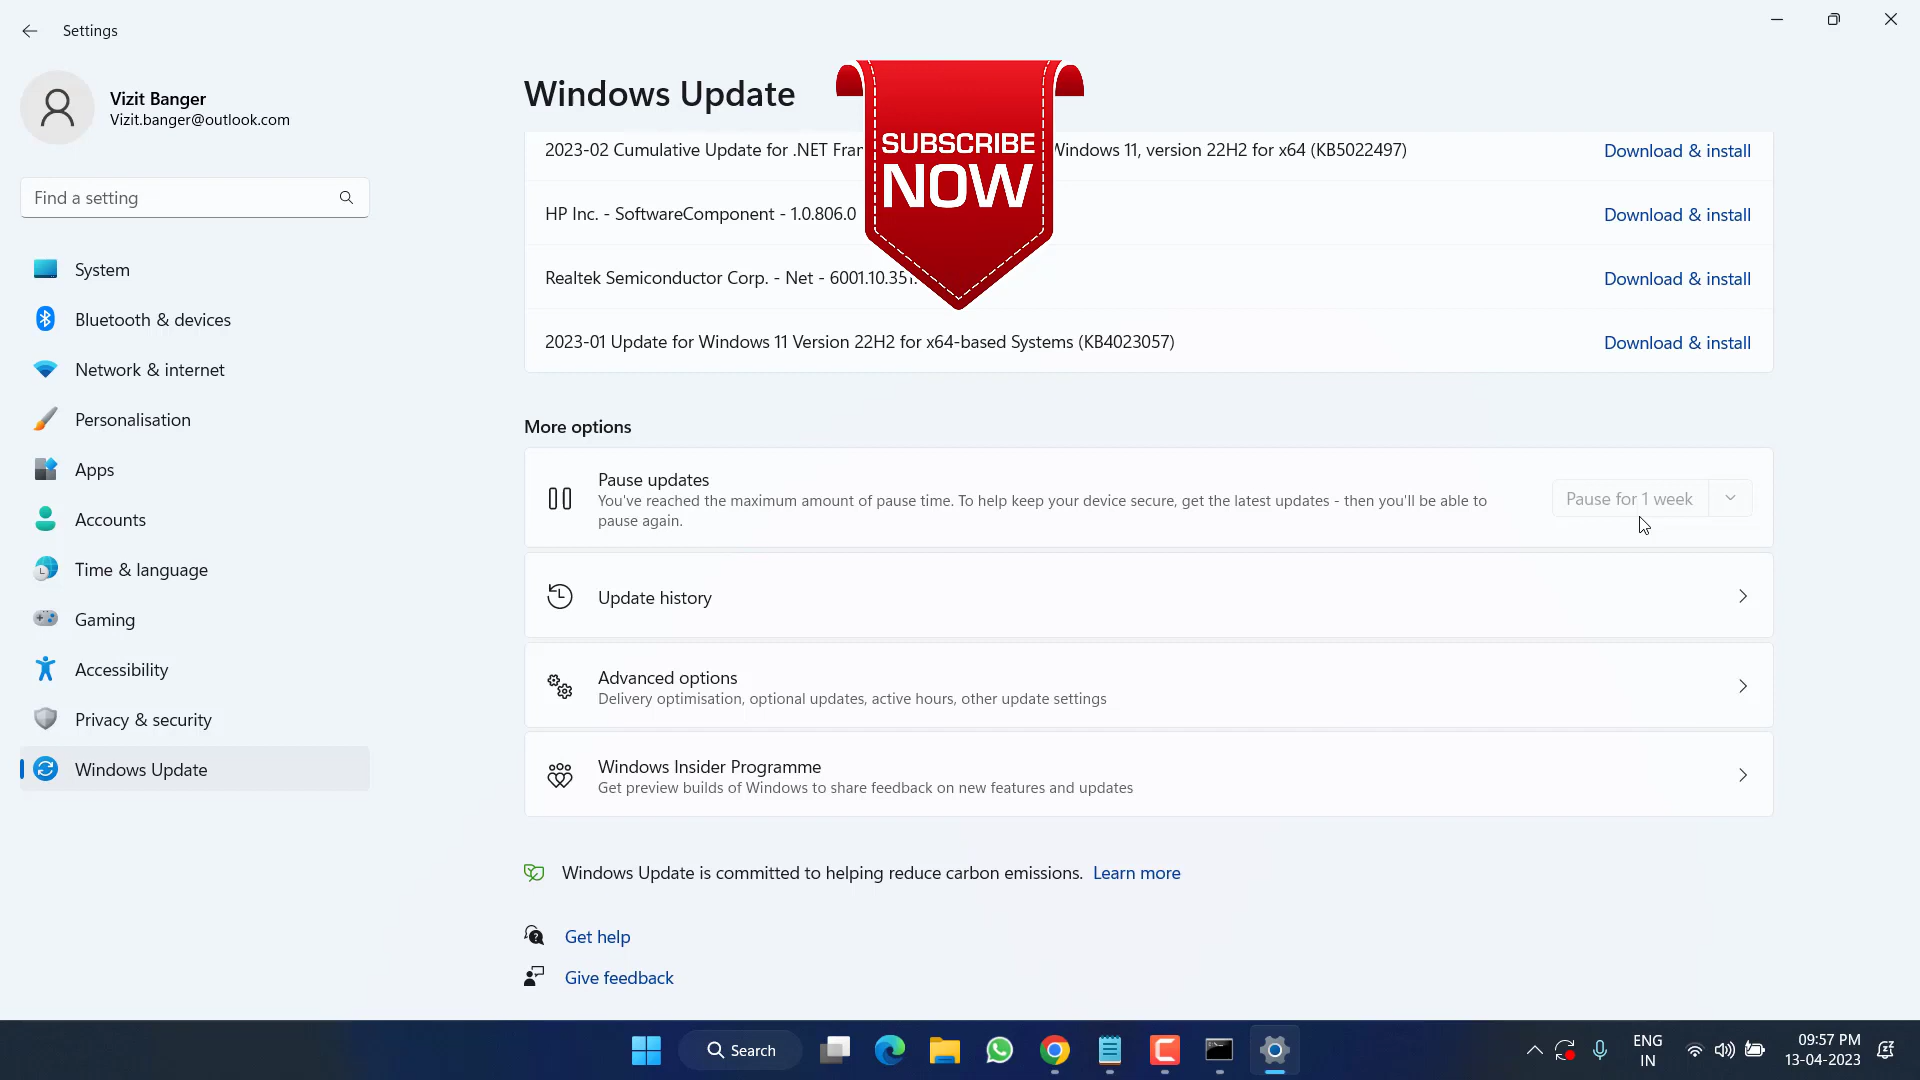 Settings
Vizit Banger
Vizit.banger@outlook.com
Find a setting
System
Bluetooth & devices
Network & internet
Personalisation
Apps
Accounts
Time & language
Gaming
Accessibility
Privacy & security
Windows Update
Windows Update
SUBSCRIBE
NOW
2023-02 Cumulative Update for .NET Windows 11, version 22H2 for x64 (KB5022497) Download & install
HP Inc. - SoftwareComponent - 1.0.806.0 Download & install
Realtek Semiconductor Corp. - Net - 6001.10.351. Download & install
2023-01 Update for Windows 11 Version 22H2 for x64-based Systems (KB4023057) Download & install
More options
Pause updates
You've reached the maximum amount of pause time. To help keep your device secure, get the latest updates - then you'll be able to
pause again.
Pause for 1 week
Update history
Advanced options
Delivery optimisation, optional updates, active hours, other update settings
Windows Insider Programme
Get preview builds of Windows to share feedback on new features and updates
Windows Update is committed to helping reduce carbon emissions. Learn more
Get help
Give feedback
Search
ENG
IN
09:57 PM
13-04-2023